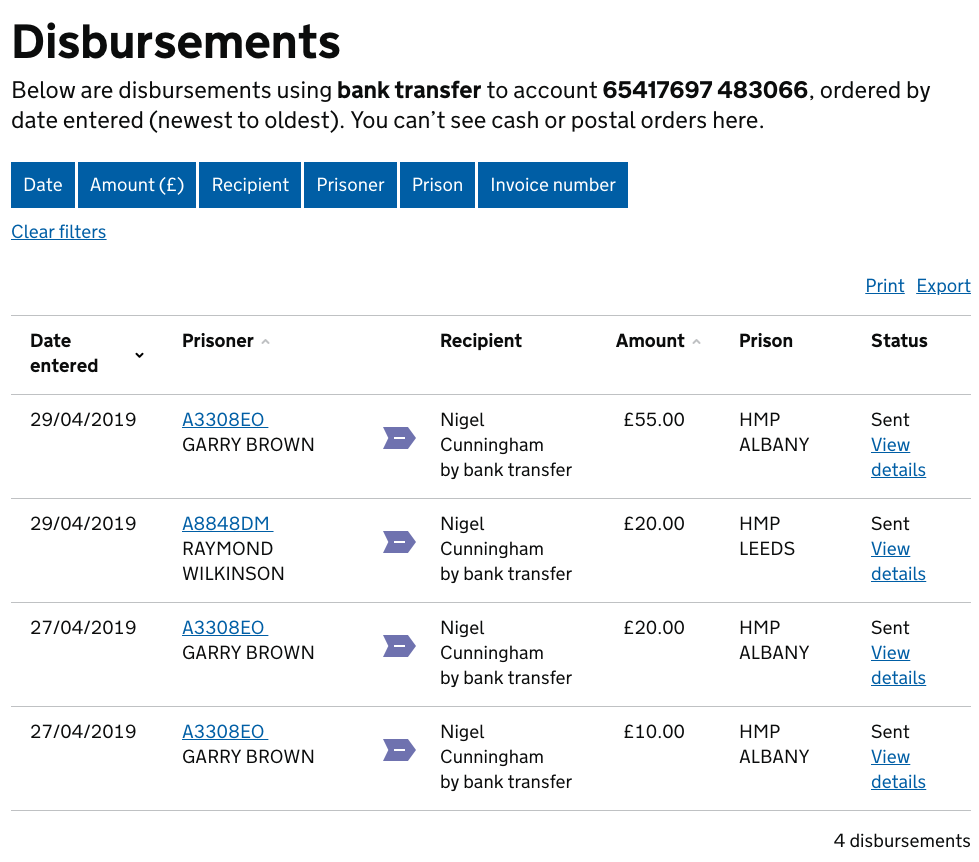 Disbursements
Below are disbursements using bank transfer to account 65417697 483066, ordered by
date entered (newest to oldest). You can’t see cash or postal orders here.
Date Amount (£) Recipient Prisoner Prison Invoice number
Clear filters
Print Export
Date entered Prisoner Recipient Amount Prison Status
29/04/2019 A3308EO Nigel £55.00 HMP Sent
GARRY BROWN Cunningham ALBANY View
by bank transfer details
29/04/2019 A8848DM Nigel £20.00 HMP Sent
RAYMOND Cunningham LEEDS View
WILKINSON by bank transfer details
27/04/2019 A3308EO Nigel £20.00 HMP Sent
GARRY BROWN Cunningham ALBANY View
by bank transfer details
27/04/2019 A3308EO Nigel £10.00 HMP Sent
GARRY BROWN Cunningham ALBANY View
by bank transfer details
4 disbursements